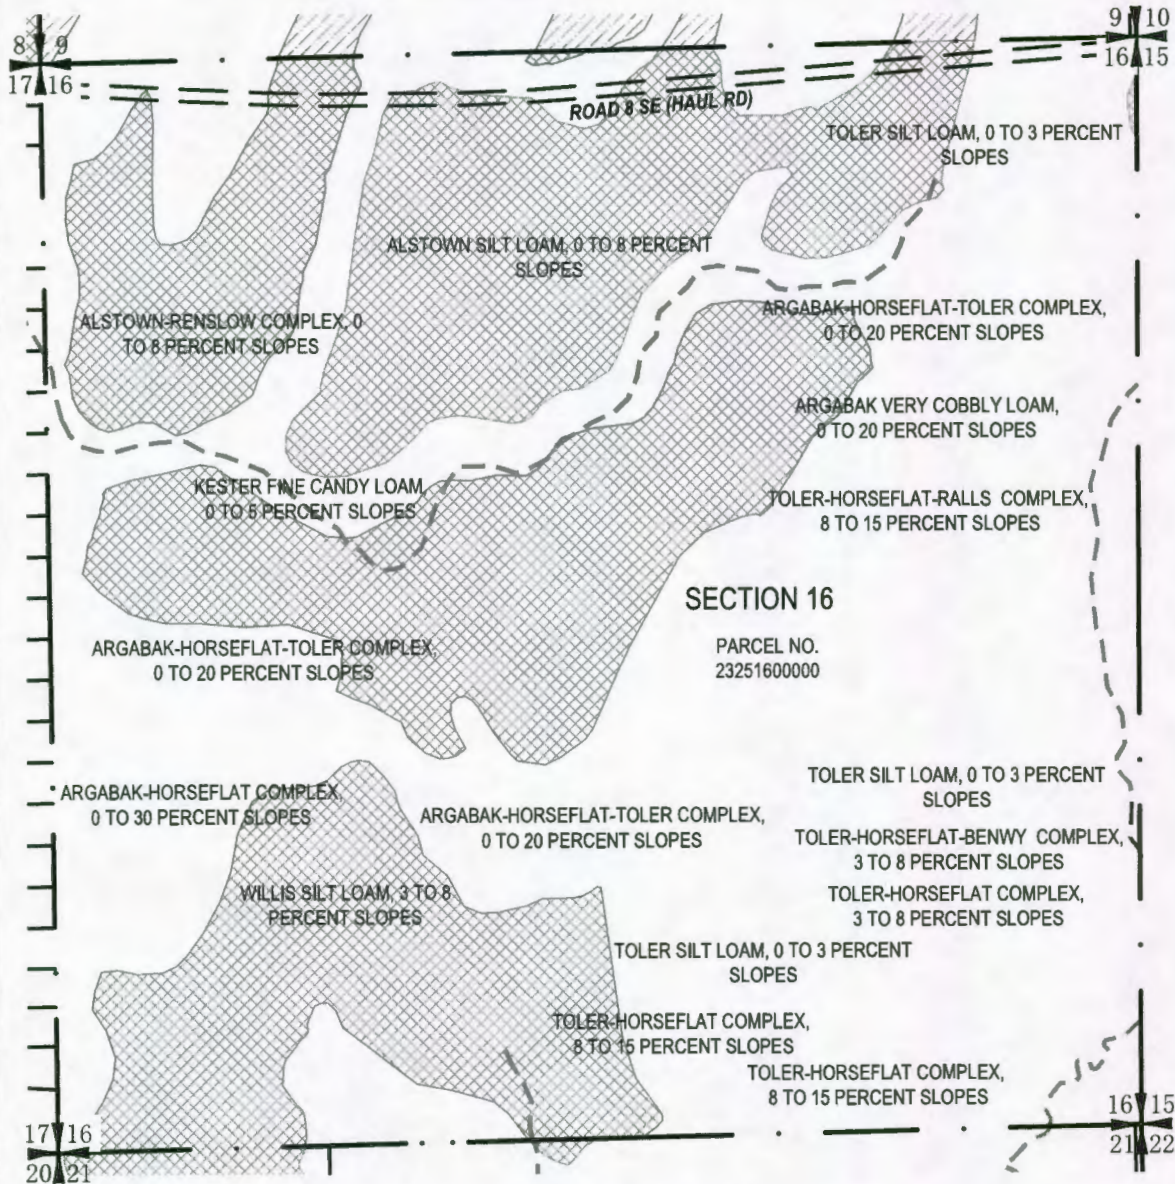 8 9
9 10
17 16
16 15
ROAD 8 SE (HAUL RD)
TOLER SILT LOAM, 0 TO 3 PERCENT
SLOPES
ALSTOWN SILT LOAM, 0 TO 8 PERCENT
SLOPES
ALSTOWN-RENSLOW COMPLEX, 0
TO 8 PERCENT SLOPES
ARGABAK-HORSEFLAT-TOLER COMPLEX,
0 TO 20 PERCENT SLOPES
ARGABAK VERY COBBLY LOAM,
0 TO 20 PERCENT SLOPES
KESTER FINE CANDY LOAM,
0 TO 5 PERCENT SLOPES
TOLER-HORSEFLAT-RALLS COMPLEX,
8 TO 15 PERCENT SLOPES
SECTION 16
PARCEL NO.
23251600000
ARGABAK-HORSEFLAT-TOLER COMPLEX,
0 TO 20 PERCENT SLOPES
TOLER SILT LOAM, 0 TO 3 PERCENT
SLOPES
ARGABAK-HORSEFLAT COMPLEX,
0 TO 30 PERCENT SLOPES
ARGABAK-HORSEFLAT-TOLER COMPLEX,
0 TO 20 PERCENT SLOPES
TOLER-HORSEFLAT-BENWY COMPLEX,
3 TO 8 PERCENT SLOPES
WILLIS SILT LOAM, 3 TO 8
PERCENT SLOPES
TOLER-HORSEFLAT COMPLEX,
3 TO 8 PERCENT SLOPES
TOLER SILT LOAM, 0 TO 3 PERCENT
SLOPES
TOLER-HORSEFLAT COMPLEX,
8 TO 15 PERCENT SLOPES
TOLER-HORSEFLAT COMPLEX,
8 TO 15 PERCENT SLOPES
17 16
16 15
20 21
21 22